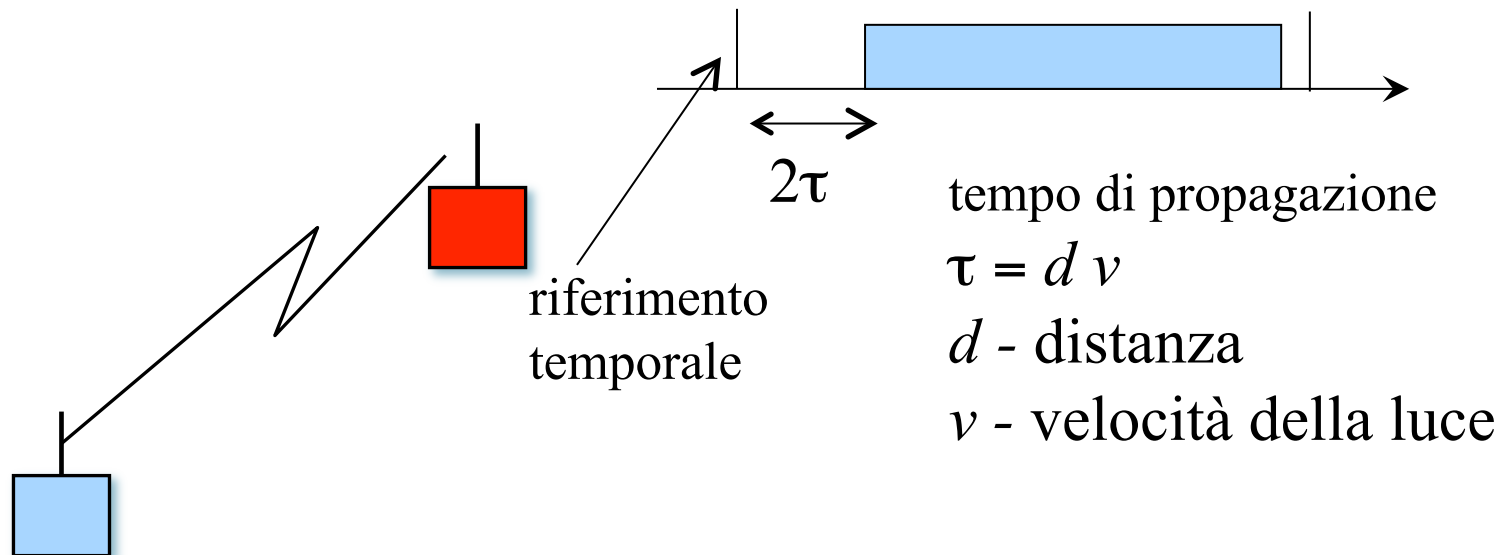 2τ
tempo di propagazione
τ = d v
d - distanza
v - velocità della luce
riferimento
temporale